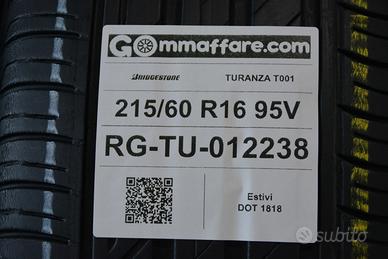 GOmmaffare.com
BRIDGESTONE TURANZA T001
215/60 R16 95V
RG-TU-012238
Estivi
DOT 1818
subito